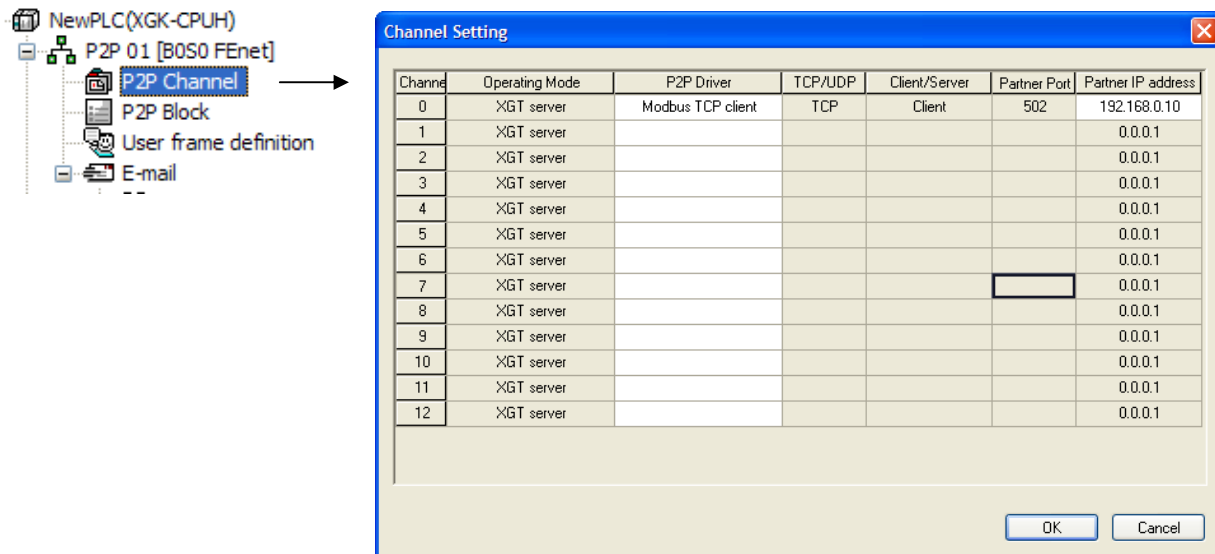 NewPLC(XGK-CPUH)
P2P 01 [B0S0 FEnet]
P2P Channel
P2P Block
User frame definition
E-mail
Channel Setting
Channe Operating Mode P2P Driver TCP/UDP Client/Server Partner Port Partner IP address
0 XGT server Modbus TCP client TCP Client 502 192.168.0.10
1 XGT server 0.0.0.1
2 XGT server 0.0.0.1
3 XGT server 0.0.0.1
4 XGT server 0.0.0.1
5 XGT server 0.0.0.1
6 XGT server 0.0.0.1
7 XGT server 0.0.0.1
8 XGT server 0.0.0.1
9 XGT server 0.0.0.1
10 XGT server 0.0.0.1
11 XGT server 0.0.0.1
12 XGT server 0.0.0.1
OK Cancel